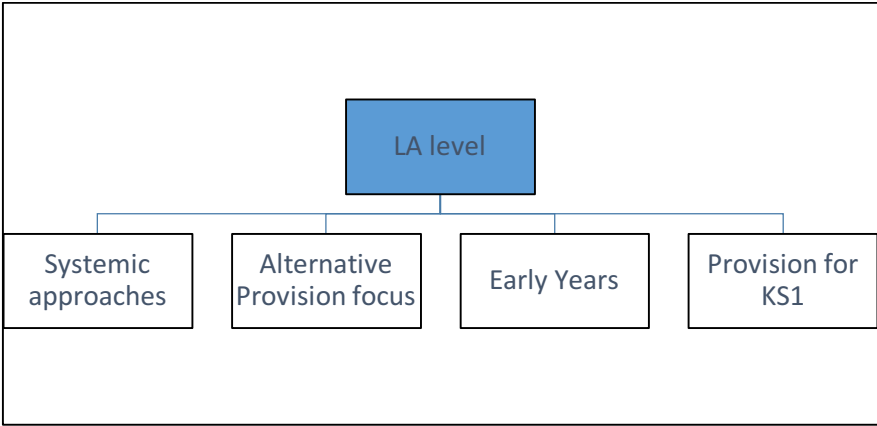 LA level
Systemic
approaches
Alternative
Provision focus
Early Years
Provision for
KS1